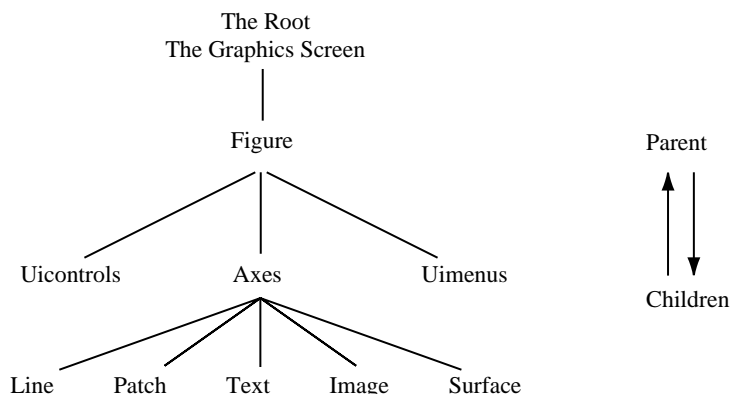 The Root
The Graphics Screen
Figure
Parent
Uicontrols
Axes
Uimenus
Children
Line
Patch
Text
Image
Surface